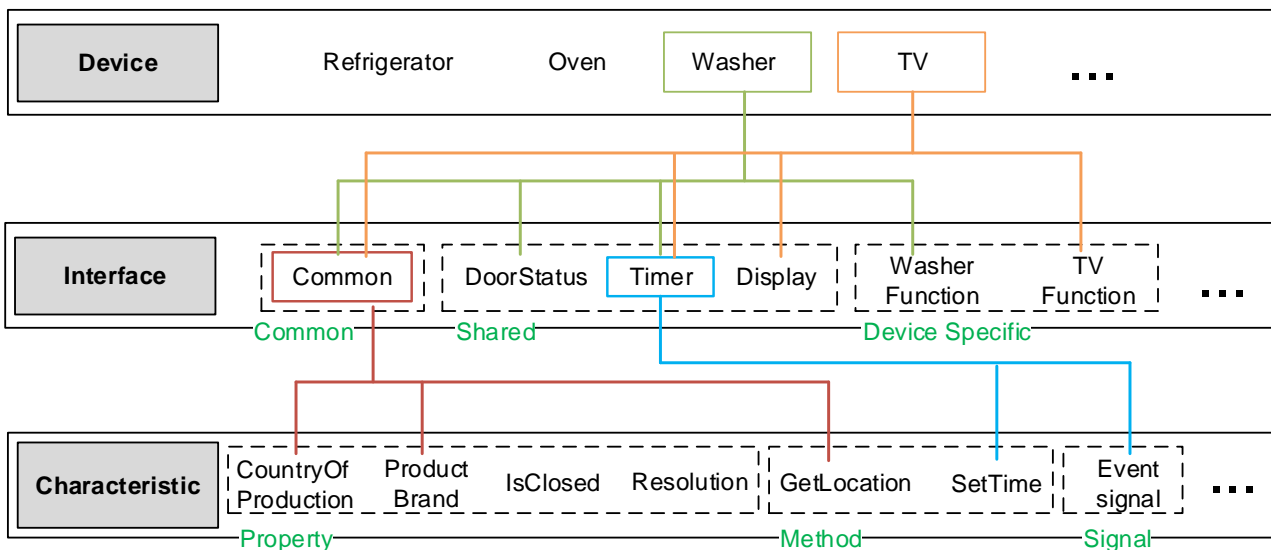 Device
Refrigerator
Oven
Washer
TV
...
Interface
Common
DoorStatus
Timer
Display
Washer
Function
TV
Function
...
Common
Shared
Device Specific
Characteristic
CountryOf
Production
Product
Brand
IsClosed
Resolution
GetLocation
SetTime
Event
signal
...
Property
Method
Signal